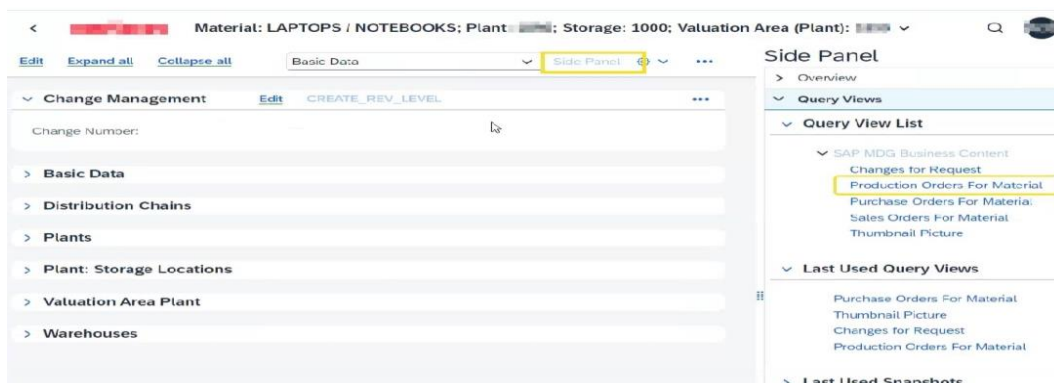 Material: LAPTOPS / NOTEBOOKS; Plant ; Storage: 1000; Valuation Area (Plant):
Edit Expand all Collapse all Basic Data Side Panel
Change Management Edit CREATE_REV_LEVEL
Change Number:
Basic Data
Distribution Chains
Plants
Plant: Storage Locations
Valuation Area Plant
Warehouses
Side Panel
Overview
Query Views
Query View List
SAP MDG Business Content
Changes for Request
Production Orders For Material
Purchase Orders For Material
Sales Orders For Material
Thumbnail Picture
Last Used Query Views
Purchase Orders For Material
Thumbnail Picture
Changes for Request
Production Orders For Material
Last Used Snapshots